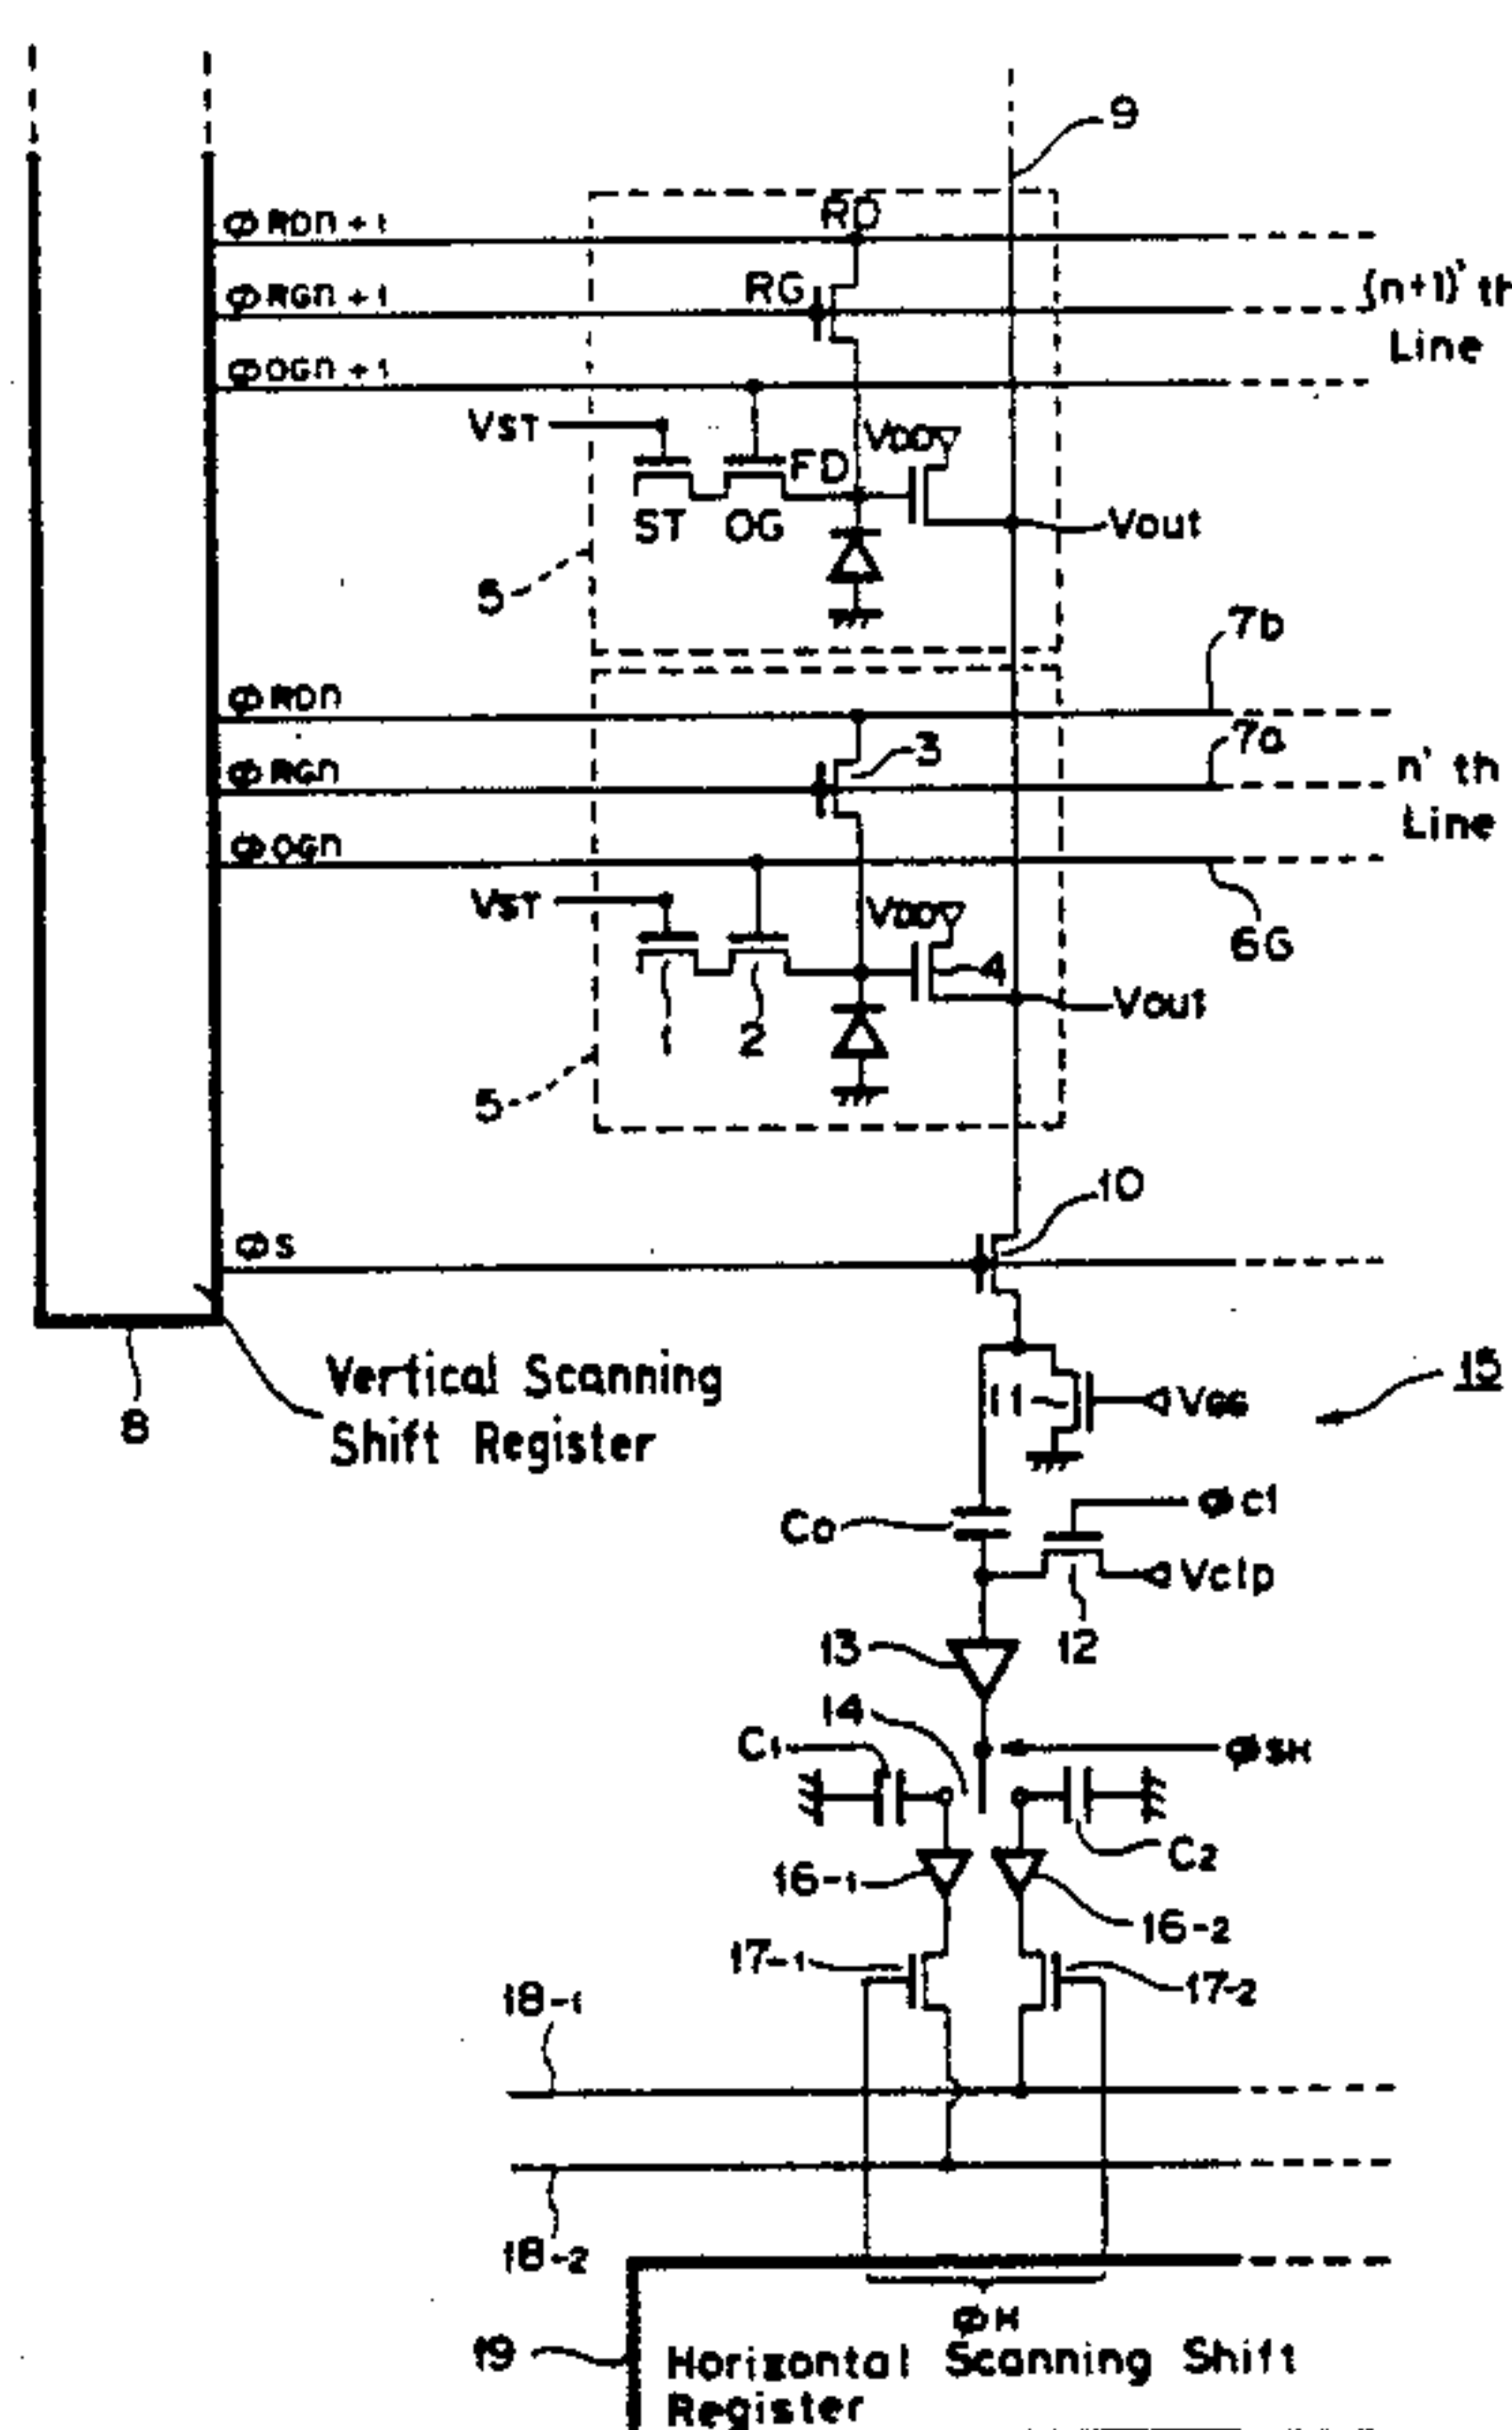 9
ΦRDn+1
RD
ΦRGn+1
RG
(n+1)'th
Line
ΦOGn+1
VST
VDD
FD
ST
OG
Vout
5
7b
ΦRDn
7a
3
ΦRGn
n'th
Line
ΦOGn
VST
VDD
6G
4
Vout
1
2
5
10
ΦS
Vertical Scanning
Shift Register
8
11
VGG
15
Φc1
C0
Vclp
13
12
14
C1
ΦSH
C2
16-1
16-2
17-1
17-2
18-1
18-2
ΦH
19
Horizontal Scanning Shift
Register